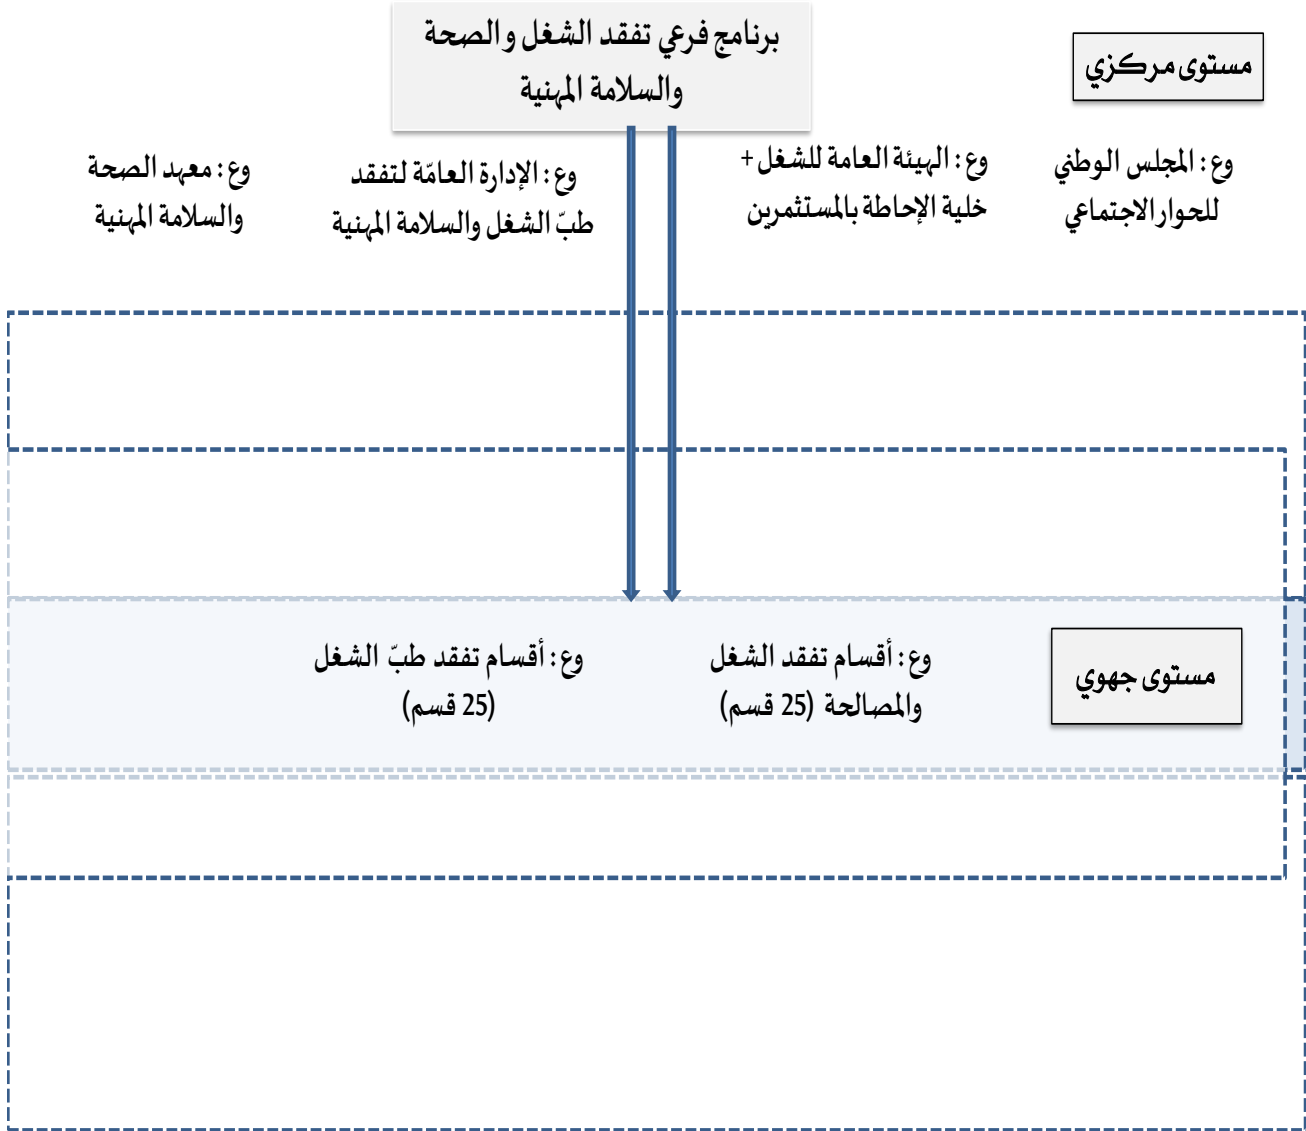 برنامج فرعي تفقد الشغل والصحة
والسلامة المهنية
مستوى مركزي
وع : المجلس الوطني
للحوار الاجتماعي
وع : الهيئة العامة للشغل +
خلية الإحاطة بالمستثمرين
وع : الإدارة العامّة لتفقد
طبّ الشغل والسلامة المهنية
وع : معهد الصحة
والسلامة المهنية
مستوى جهوي
وع : أقسام تفقد الشغل
والمصالحة (25 قسم)
وع : أقسام تفقد طبّ الشغل
(25 قسم)